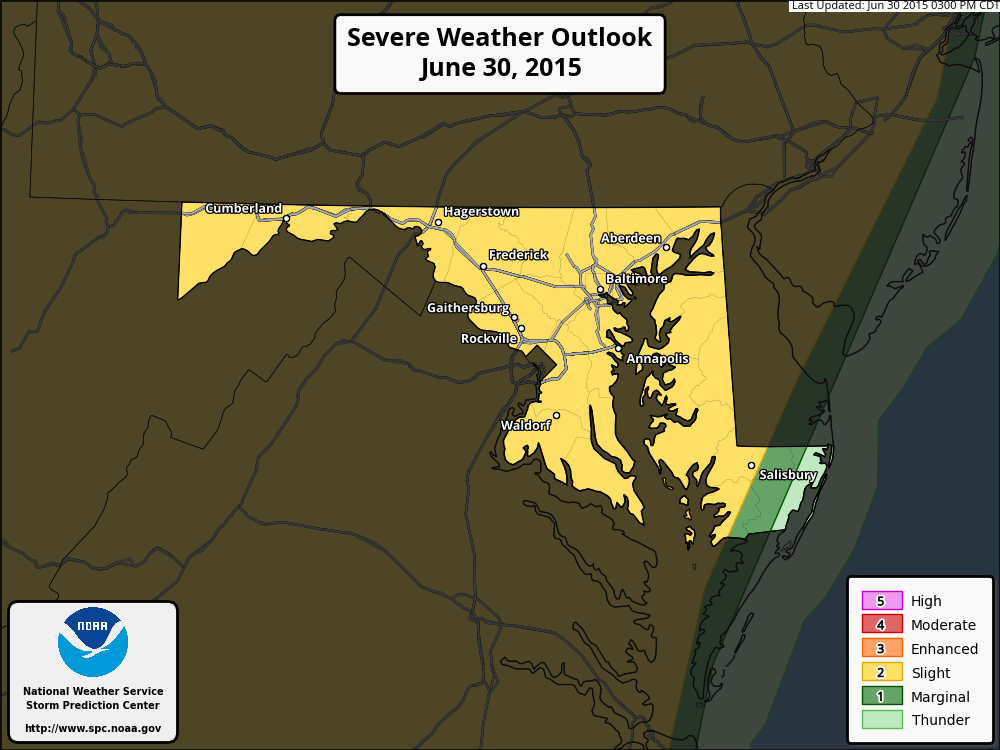 Last Updated: Jun 30 2015 0300 PM CDT
Severe Weather Outlook
June 30, 2015
Cumberland
Hagerstown
Aberdeen
Frederick
Baltimore
Gaithersburg
Rockville
Annapolis
Waldorf
Salisbury
5 High
4 Moderate
3 Enhanced
2 Slight
1 Marginal
Thunder
NOAA
National Weather Service
Storm Prediction Center
http://www.spc.noaa.gov